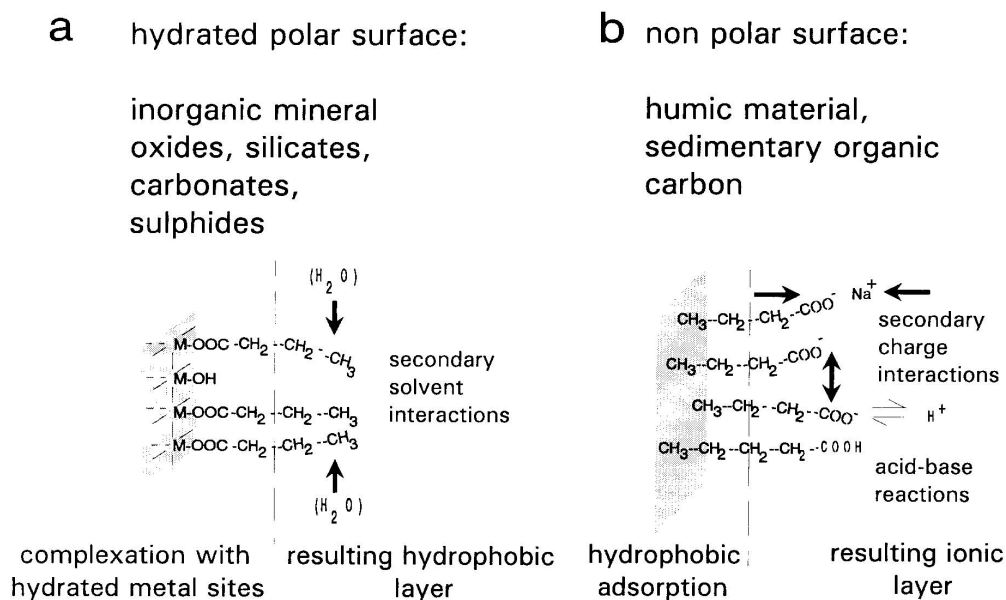 a hydrated polar surface:
inorganic mineral
oxides, silicates,
carbonates,
sulphides
(H2O)
M-OOC-CH2--CH2--CH3
M-OH
M-OOC-CH2--CH2--CH3
M-OOC-CH2--CH2--CH3
(H2O)
secondary
solvent
interactions
complexation with
hydrated metal sites
resulting hydrophobic
layer
b non polar surface:
humic material,
sedimentary organic
carbon
CH3--CH2--CH2--COO- Na+
CH3--CH2--CH2--COO-
CH3--CH2--CH2--COO- ⇌ H+
CH3--CH2--CH2--CH2--COOH
secondary
charge
interactions
acid-base
reactions
hydrophobic
adsorption
resulting ionic
layer